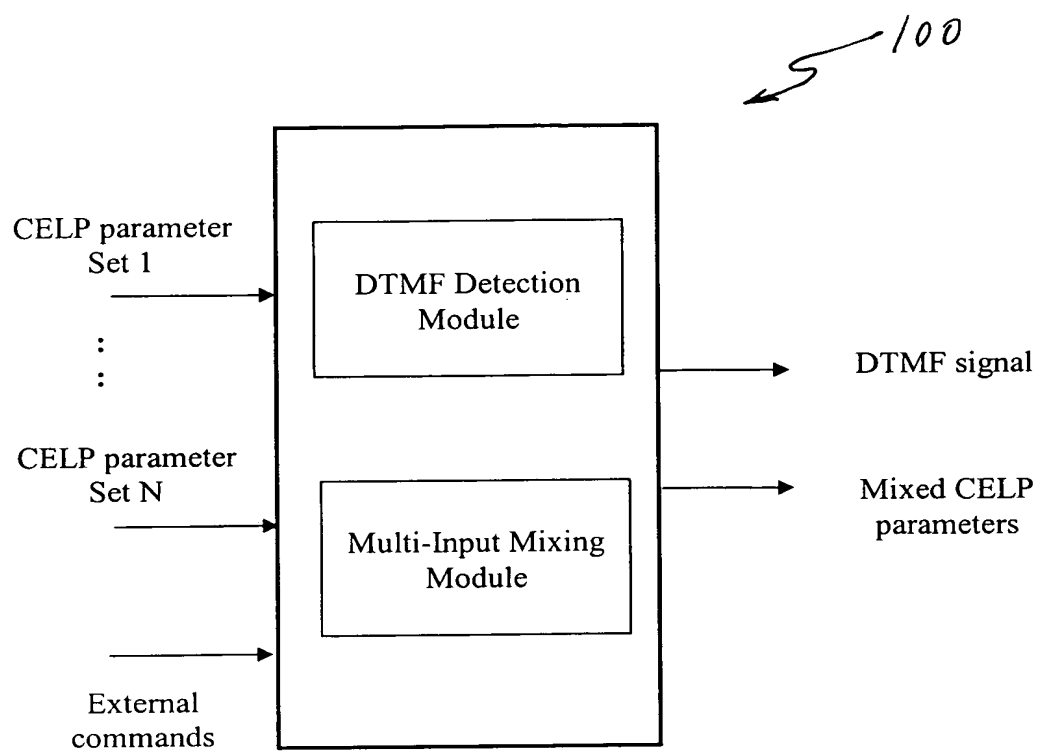 100
CELP parameter
Set 1
:
:
CELP parameter
Set N
External
commands
DTMF Detection
Module
Multi-Input Mixing
Module
DTMF signal
Mixed CELP
parameters